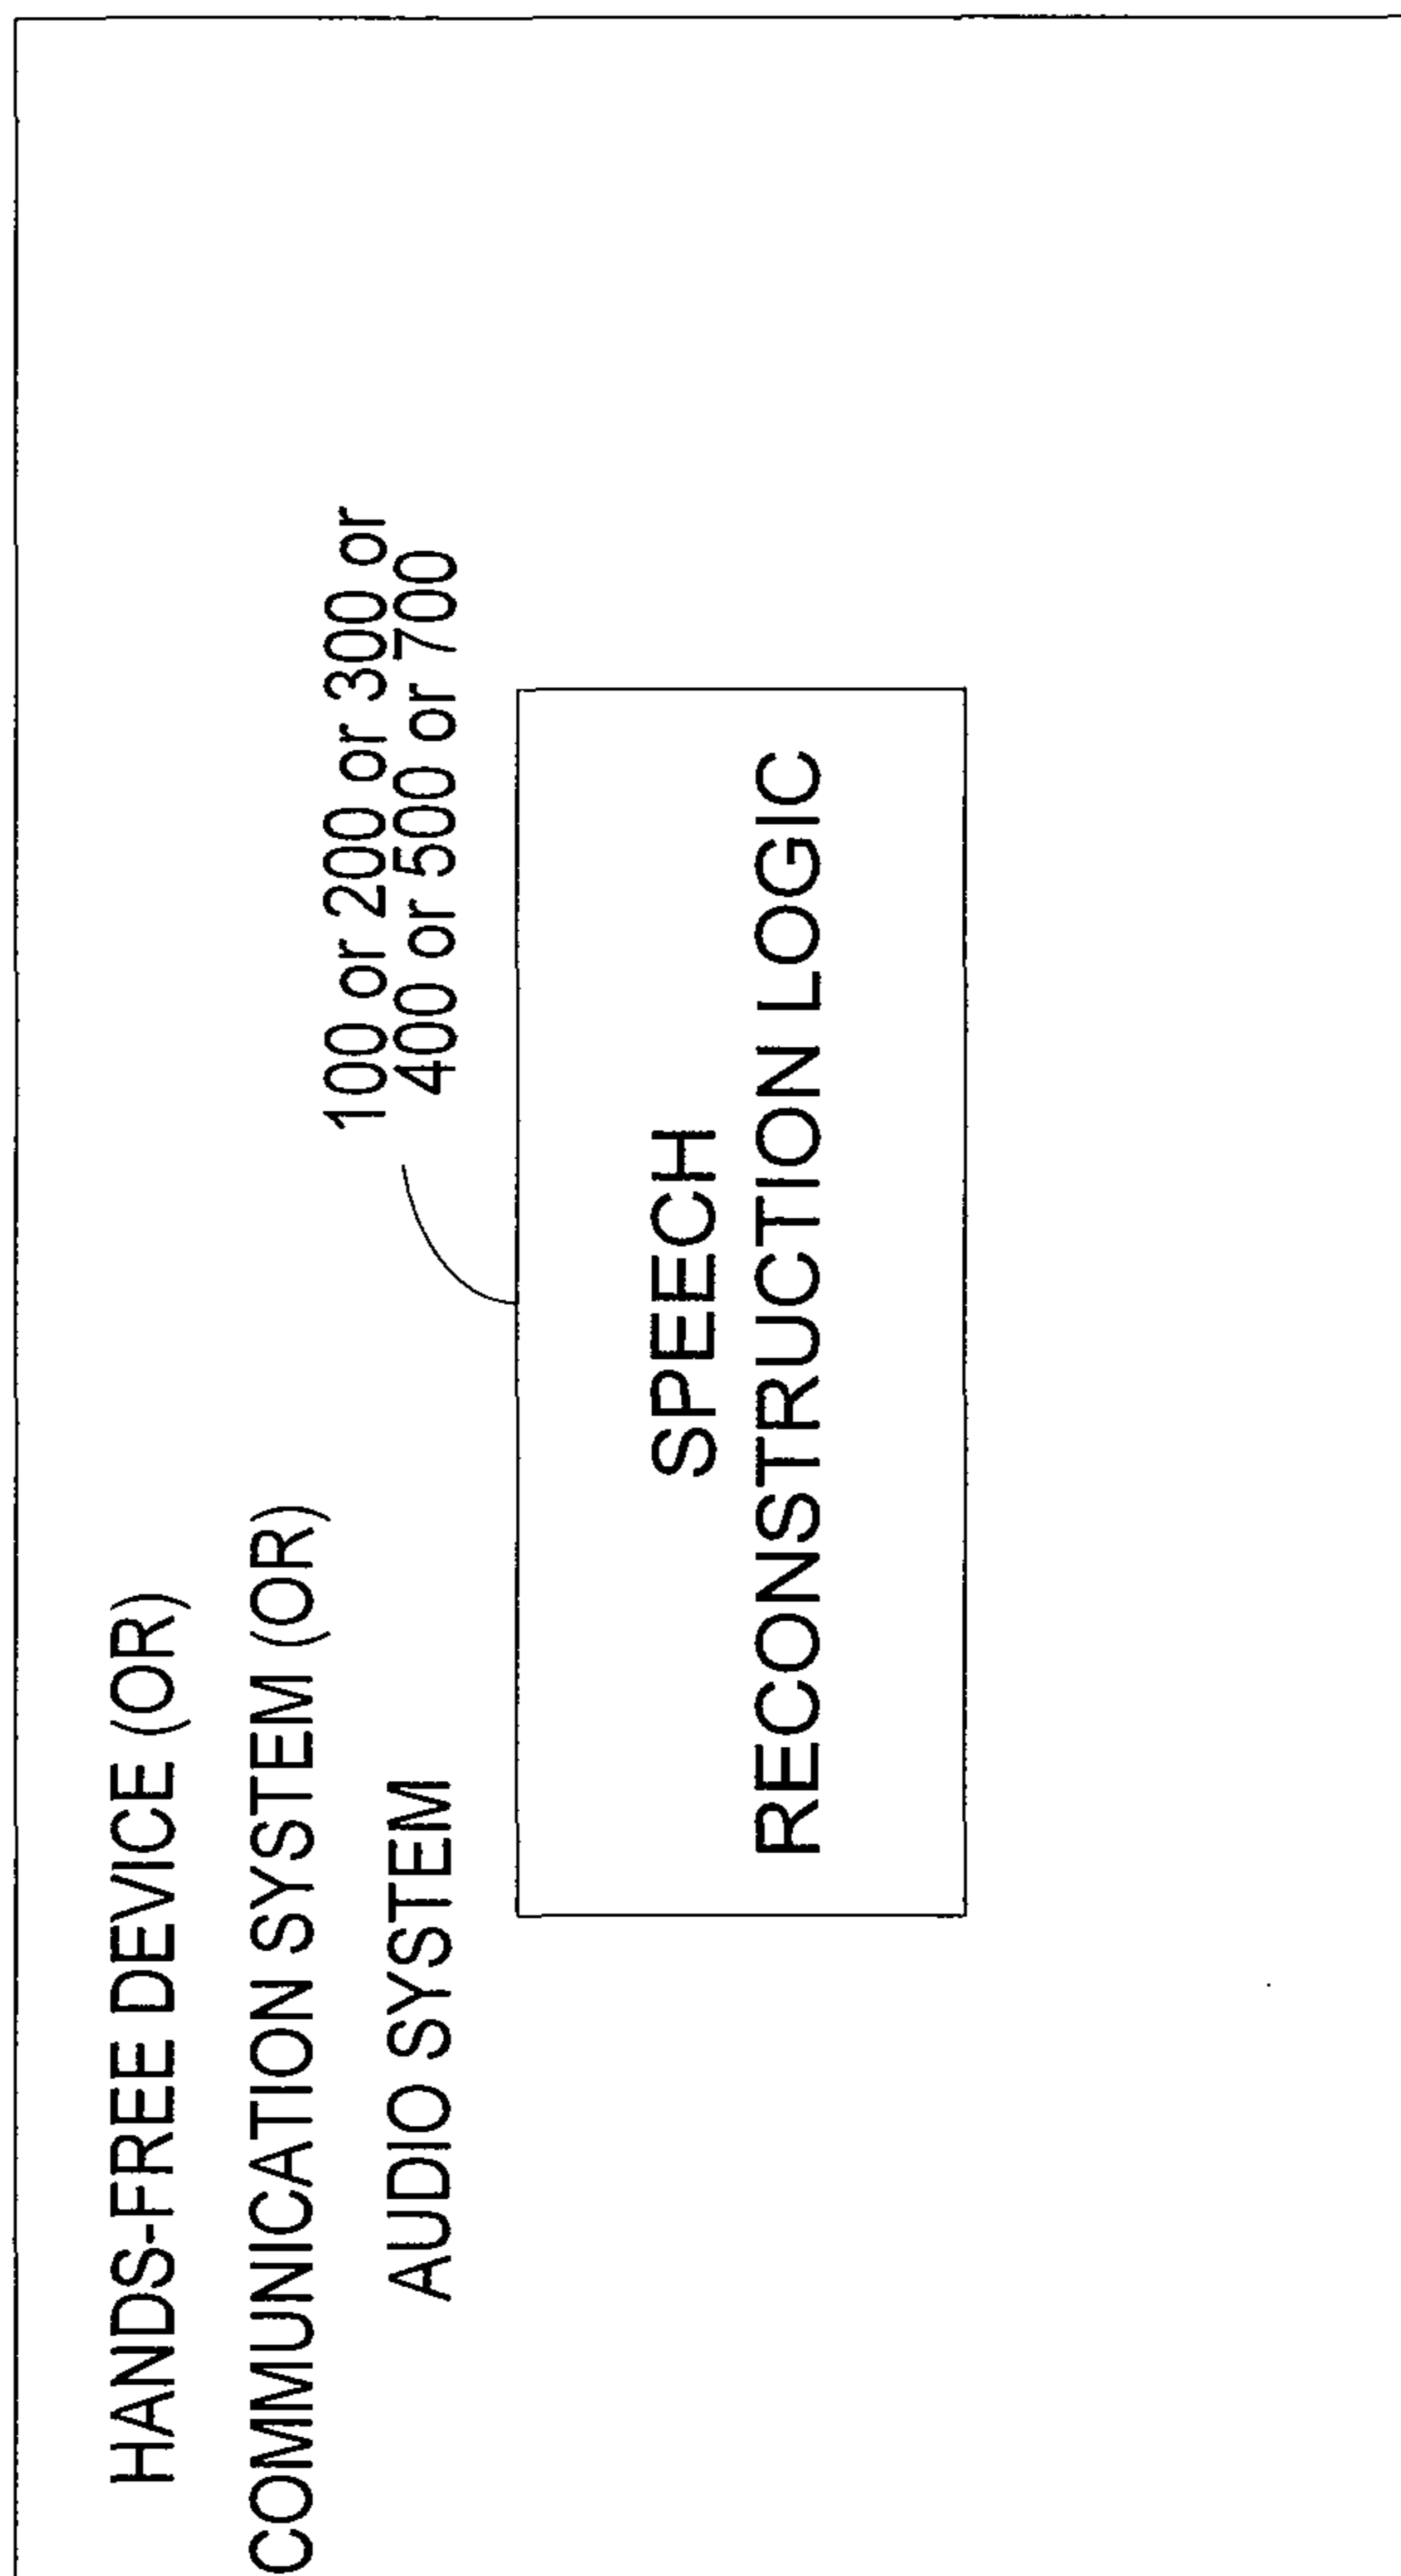 HANDS-FREE DEVICE (OR)
COMMUNICATION SYSTEM (OR)
AUDIO SYSTEM
100 or 200 or 300 or
400 or 500 or 700
SPEECH
RECONSTRUCTION LOGIC